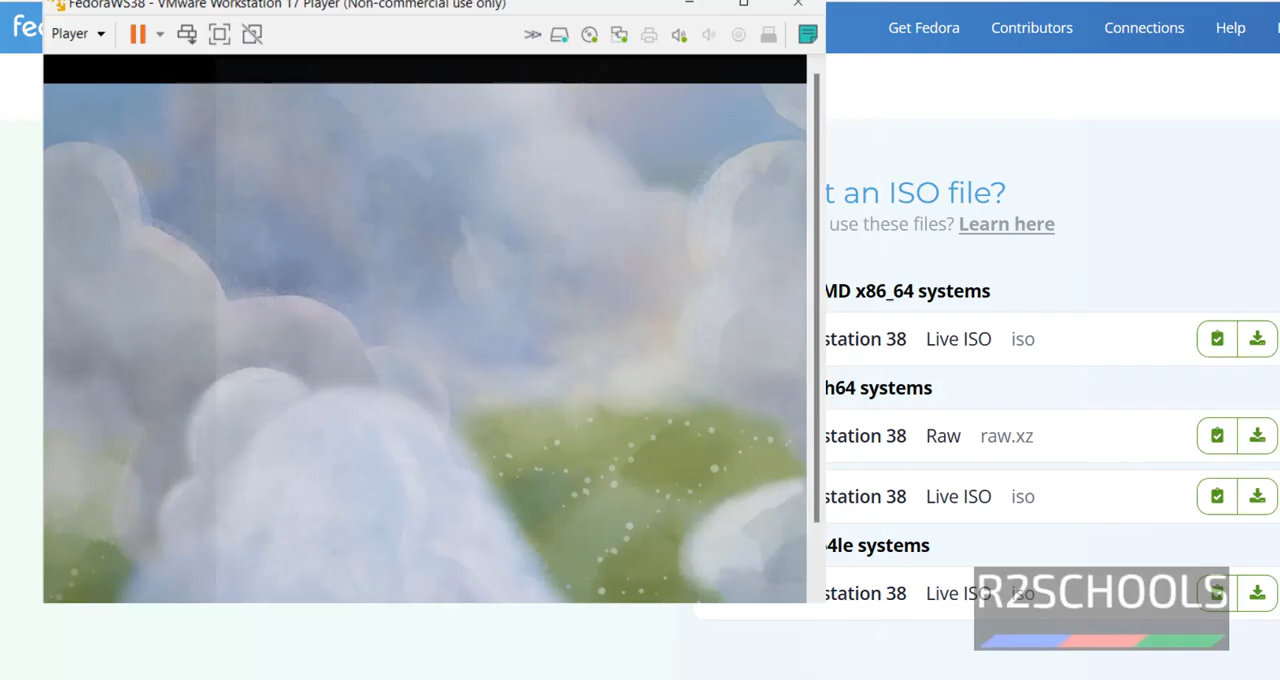 FedoraWS38 - VMware Workstation 17 Player (Non-commercial use only)
fe
Player
Get Fedora
Contributors
Connections
Help
t an ISO file?
use these files? Learn here
MD x86_64 systems
station 38 Live ISO iso
h64 systems
station 38 Raw raw.xz
station 38 Live ISO iso
4le systems
station 38 Live ISO iso
R2SCHOOLS